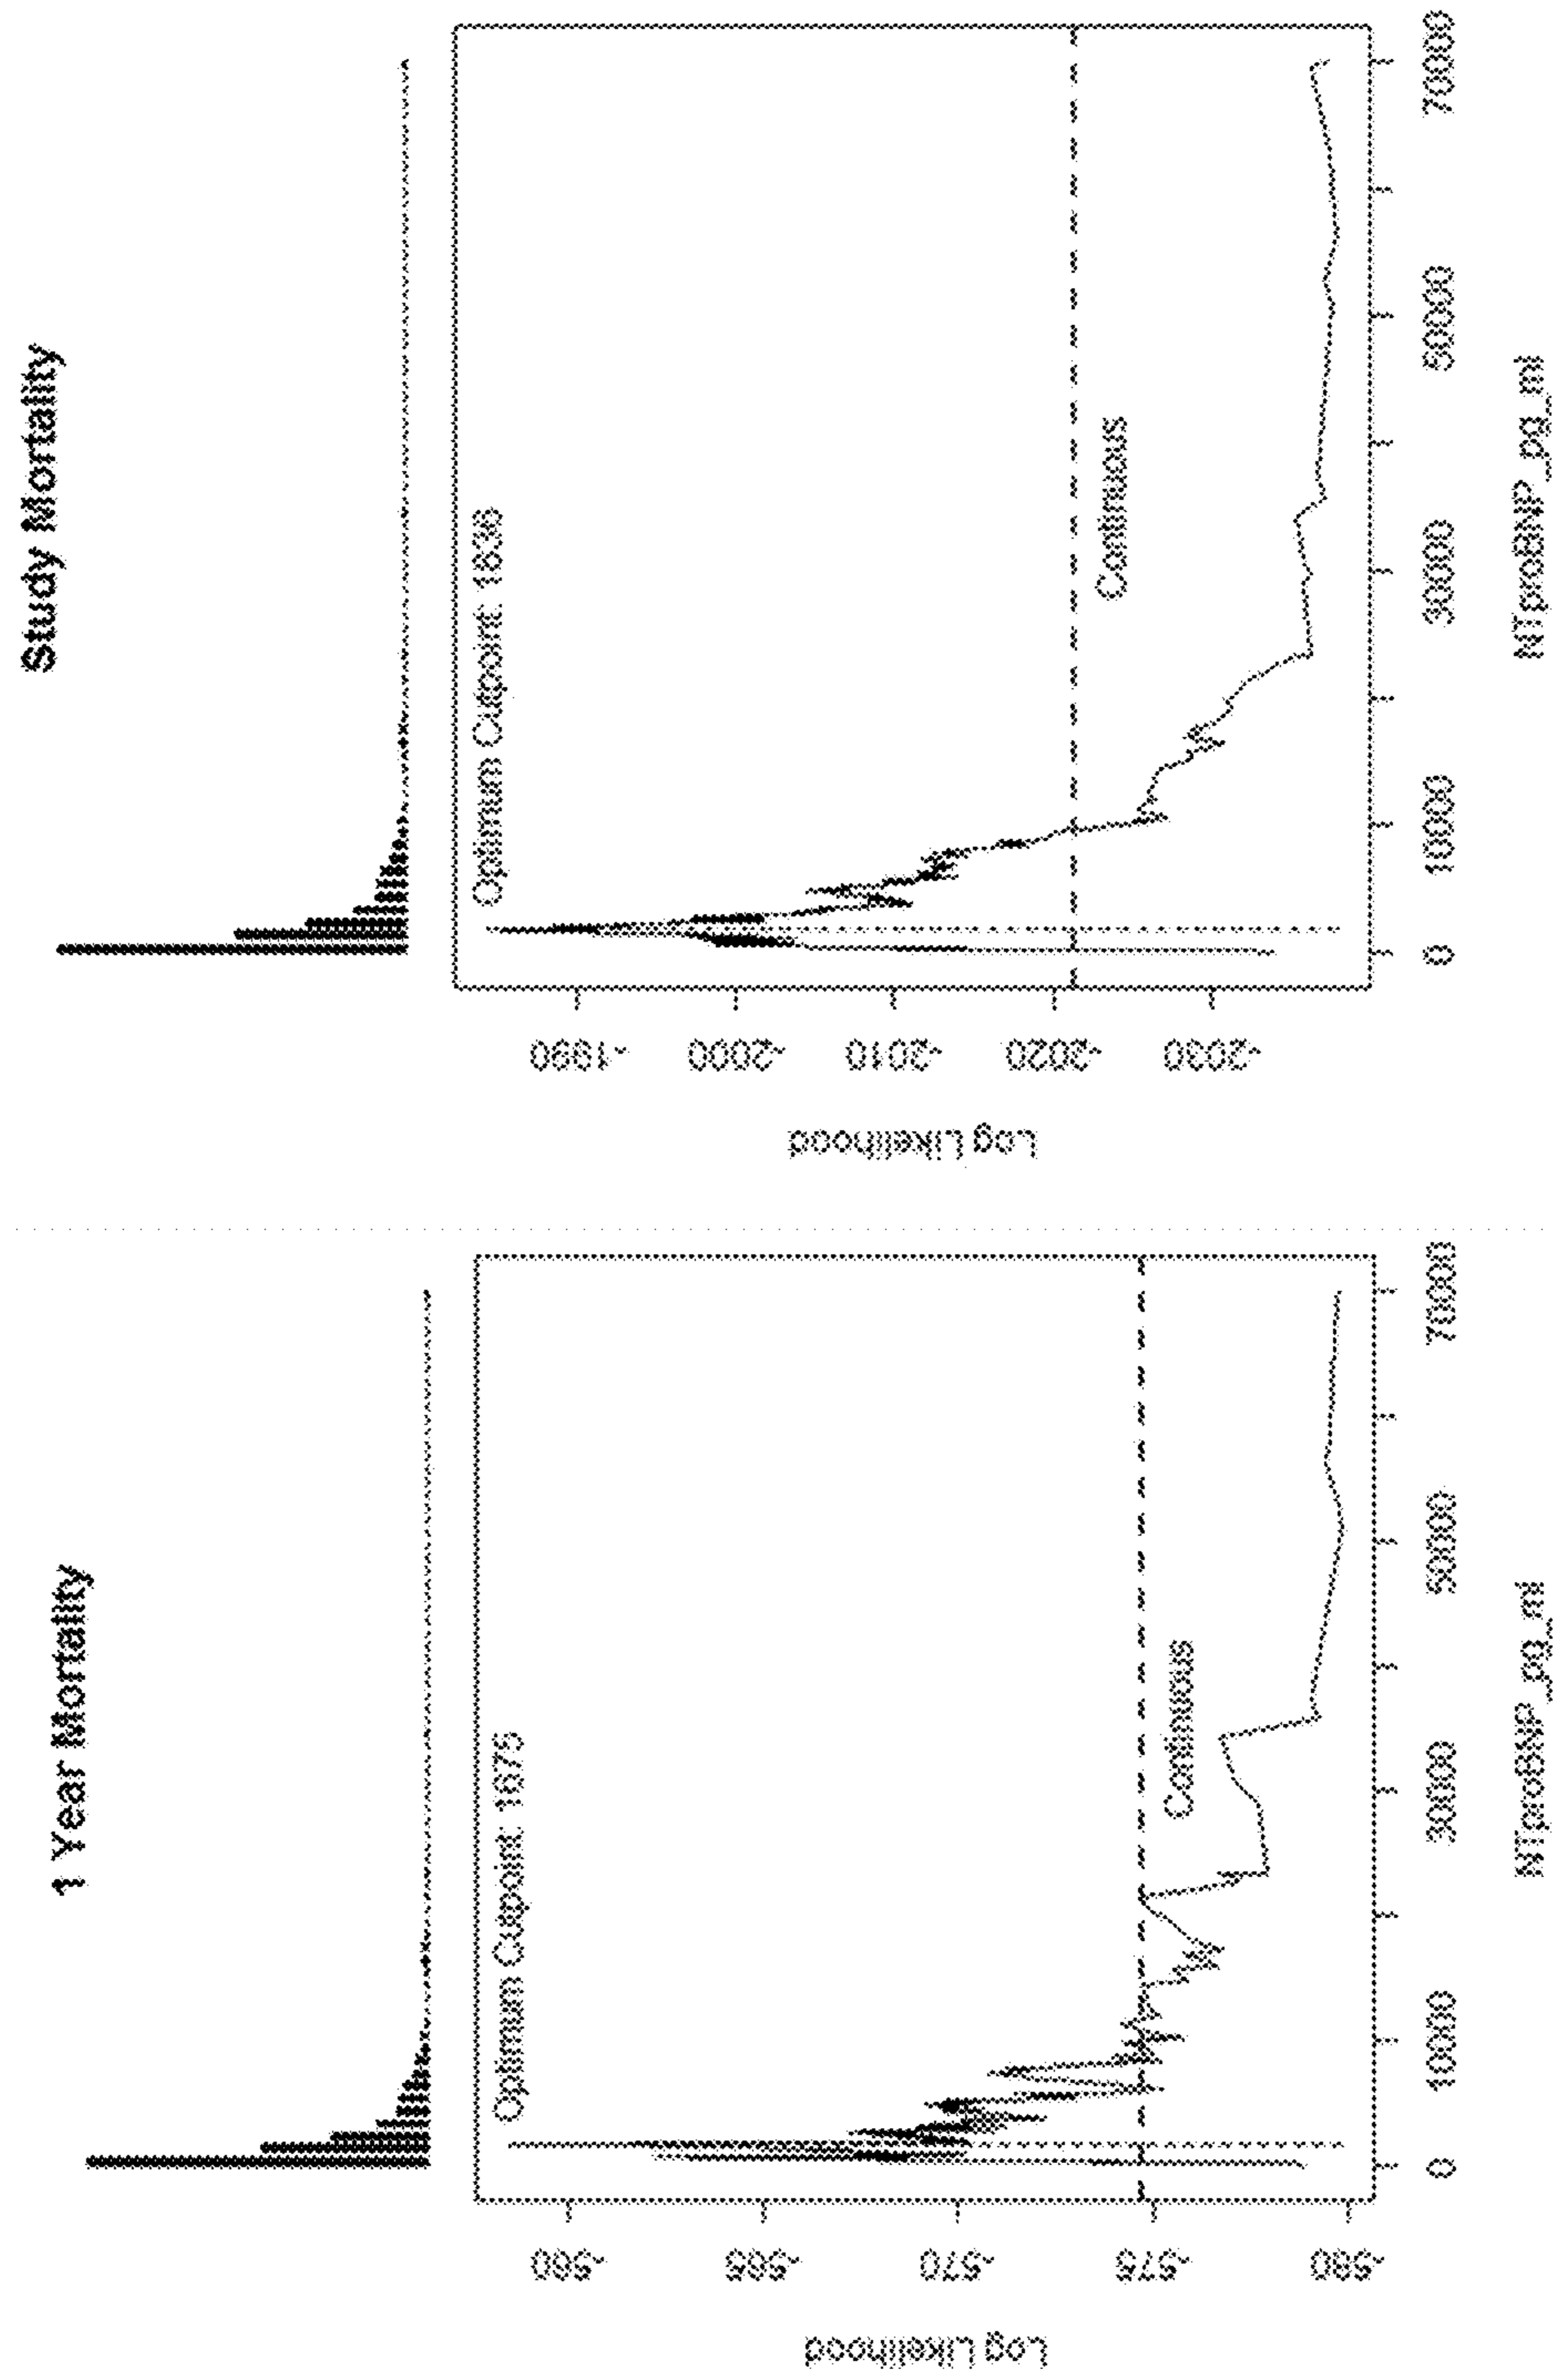 1 Year Mortality
Optimum Cutpoint: 1675
Log Likelihood
-560
-565
-570
-575
-580
Continuous
0
10000
30000
50000
70000
NTproBNP_pg_ml
Study Mortality
Optimum Cutpoint:
Log Likelihood
-1990
-2000
-2010
-2020
-2030
Continuous
0
10000
30000
50000
70000
NTproBNP_pg_ml